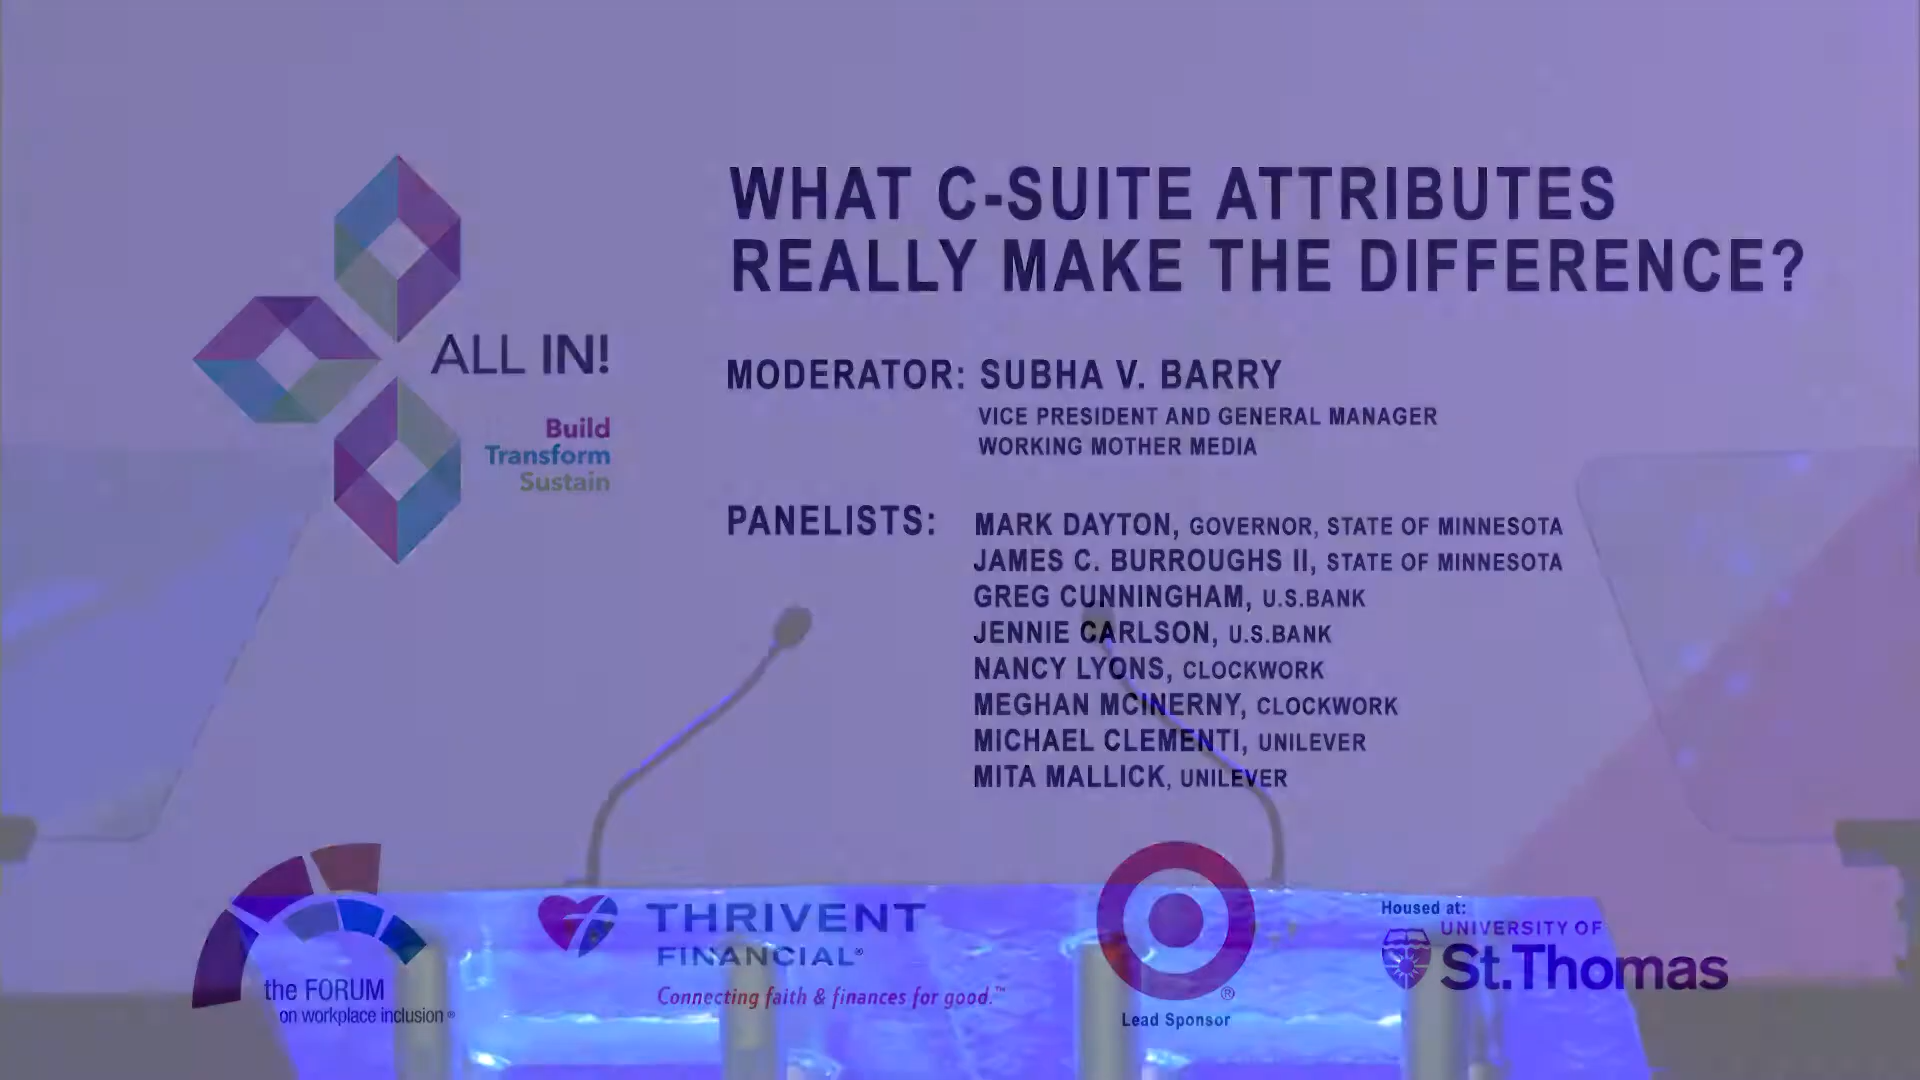 WHAT C-SUITE ATTRIBUTES
REALLY MAKE THE DIFFERENCE?
ALL IN!
Build
Transform
Sustain
MODERATOR: SUBHA V. BARRY
VICE PRESIDENT AND GENERAL MANAGER
WORKING MOTHER MEDIA
PANELISTS: MARK DAYTON, GOVERNOR, STATE OF MINNESOTA
JAMES C. BURROUGHS II, STATE OF MINNESOTA
GREG CUNNINGHAM, U.S.BANK
JENNIE CARLSON, U.S.BANK
NANCY LYONS, CLOCKWORK
MEGHAN MCINERNY, CLOCKWORK
MICHAEL CLEMENTI, UNILEVER
MITA MALLICK, UNILEVER
the FORUM
on workplace inclusion®
THRIVENT
FINANCIAL®
Connecting faith & finances for good.™
®
Lead Sponsor
Housed at:
UNIVERSITY OF
St.Thomas